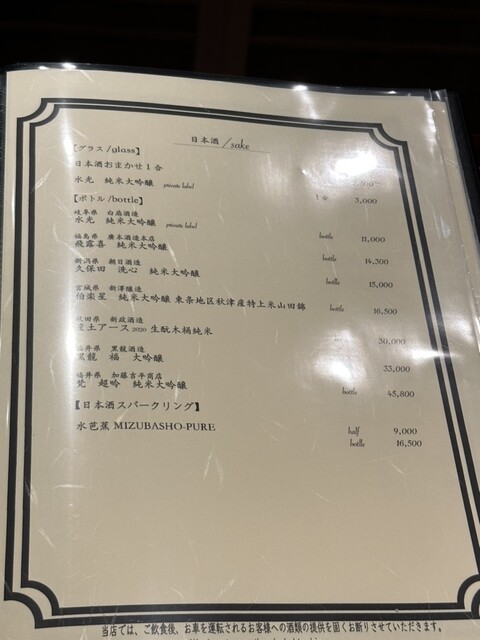 日本酒 / sake
【グラス /glass】
日本酒おまかせ１合
水光 純米大吟醸 private label 1合 3,000
【ボトル /bottle】
岐阜県 白扇酒造
水光 純米大吟醸 private label bottle 11,000
福島県 廣木酒造本店
飛露喜 純米大吟醸 bottle 14,300
新潟県 朝日酒造
久保田 洗心 純米大吟醸 bottle 15,000
宮城県 新澤醸造
伯楽星 純米大吟醸 東条地区秋津産特上米山田錦 bottle 16,500
秋田県 新政酒造
土アース 2020 生酛木桶純米 30,000
福井県 黒龍酒造
黒龍 福 大吟醸 33,000
福井県 加藤吉平商店
梵 超吟 純米大吟醸 bottle 45,800
【日本酒スパークリング】
水芭蕉 MIZUBASHO-PURE half 9,000
bottle 16,500
当店では、ご飲食後、お車を運転されるお客様への酒類の提供を固くお断りさせていただきます。